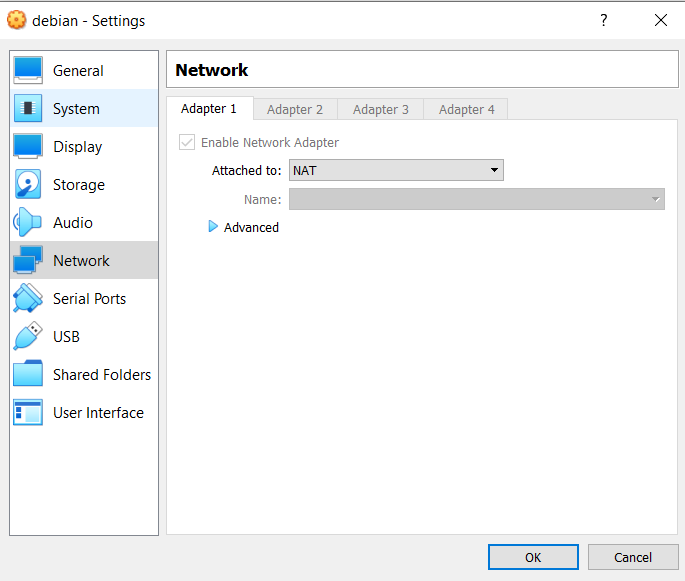 debian - Settings
?
General
System
Display
Storage
Audio
Network
Serial Ports
USB
Shared Folders
User Interface
Network
Adapter 1 Adapter 2 Adapter 3 Adapter 4
Enable Network Adapter
Attached to: NAT
Name:
Advanced
OK Cancel